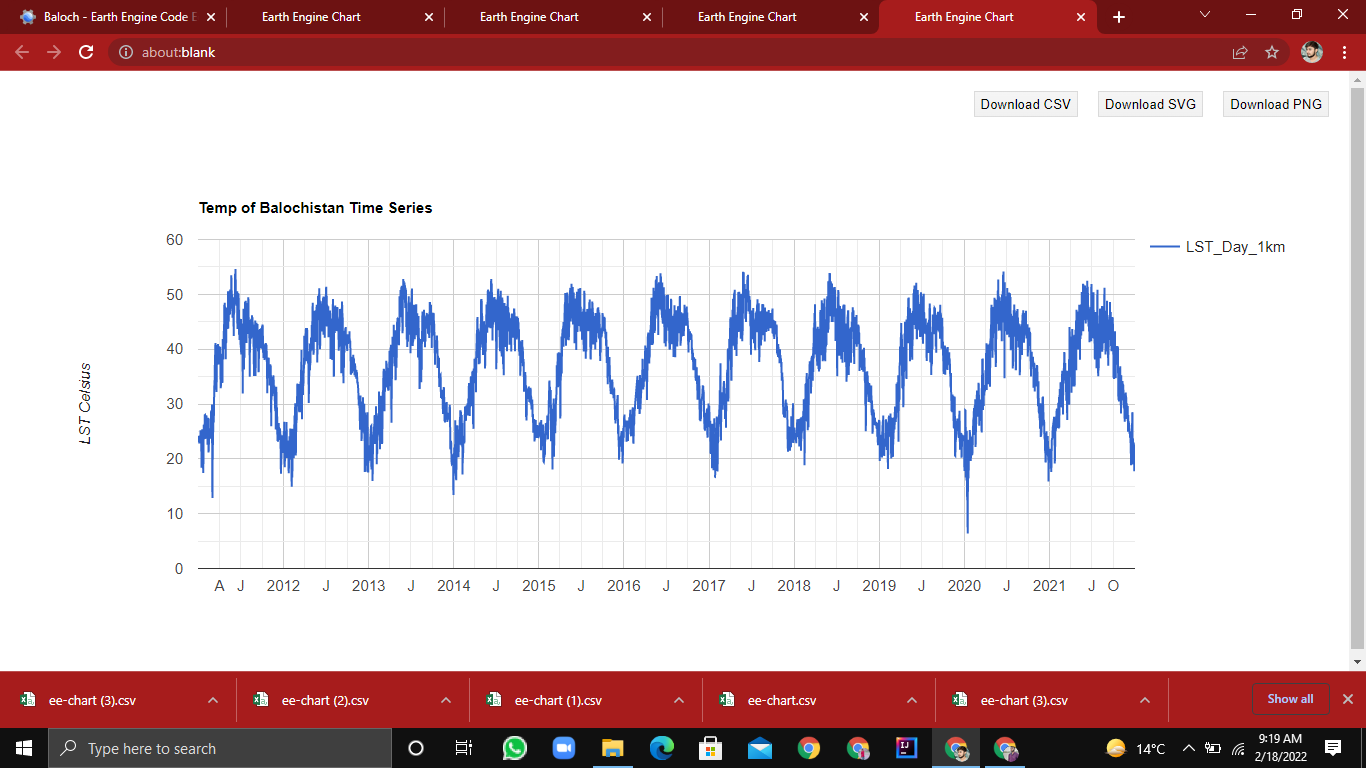 Baloch - Earth Engine Code E
Earth Engine Chart
Earth Engine Chart
Earth Engine Chart
Earth Engine Chart
about:blank
Download CSV
Download SVG
Download PNG
Temp of Balochistan Time Series
LST_Day_1km
LST Celsius
60
50
40
30
20
10
0
A J 2012 J 2013 J 2014 J 2015 J 2016 J 2017 J 2018 J 2019 J 2020 J 2021 J O
ee-chart (3).csv
ee-chart (2).csv
ee-chart (1).csv
ee-chart.csv
ee-chart (3).csv
Show all
Type here to search
14°C
9:19 AM
2/18/2022